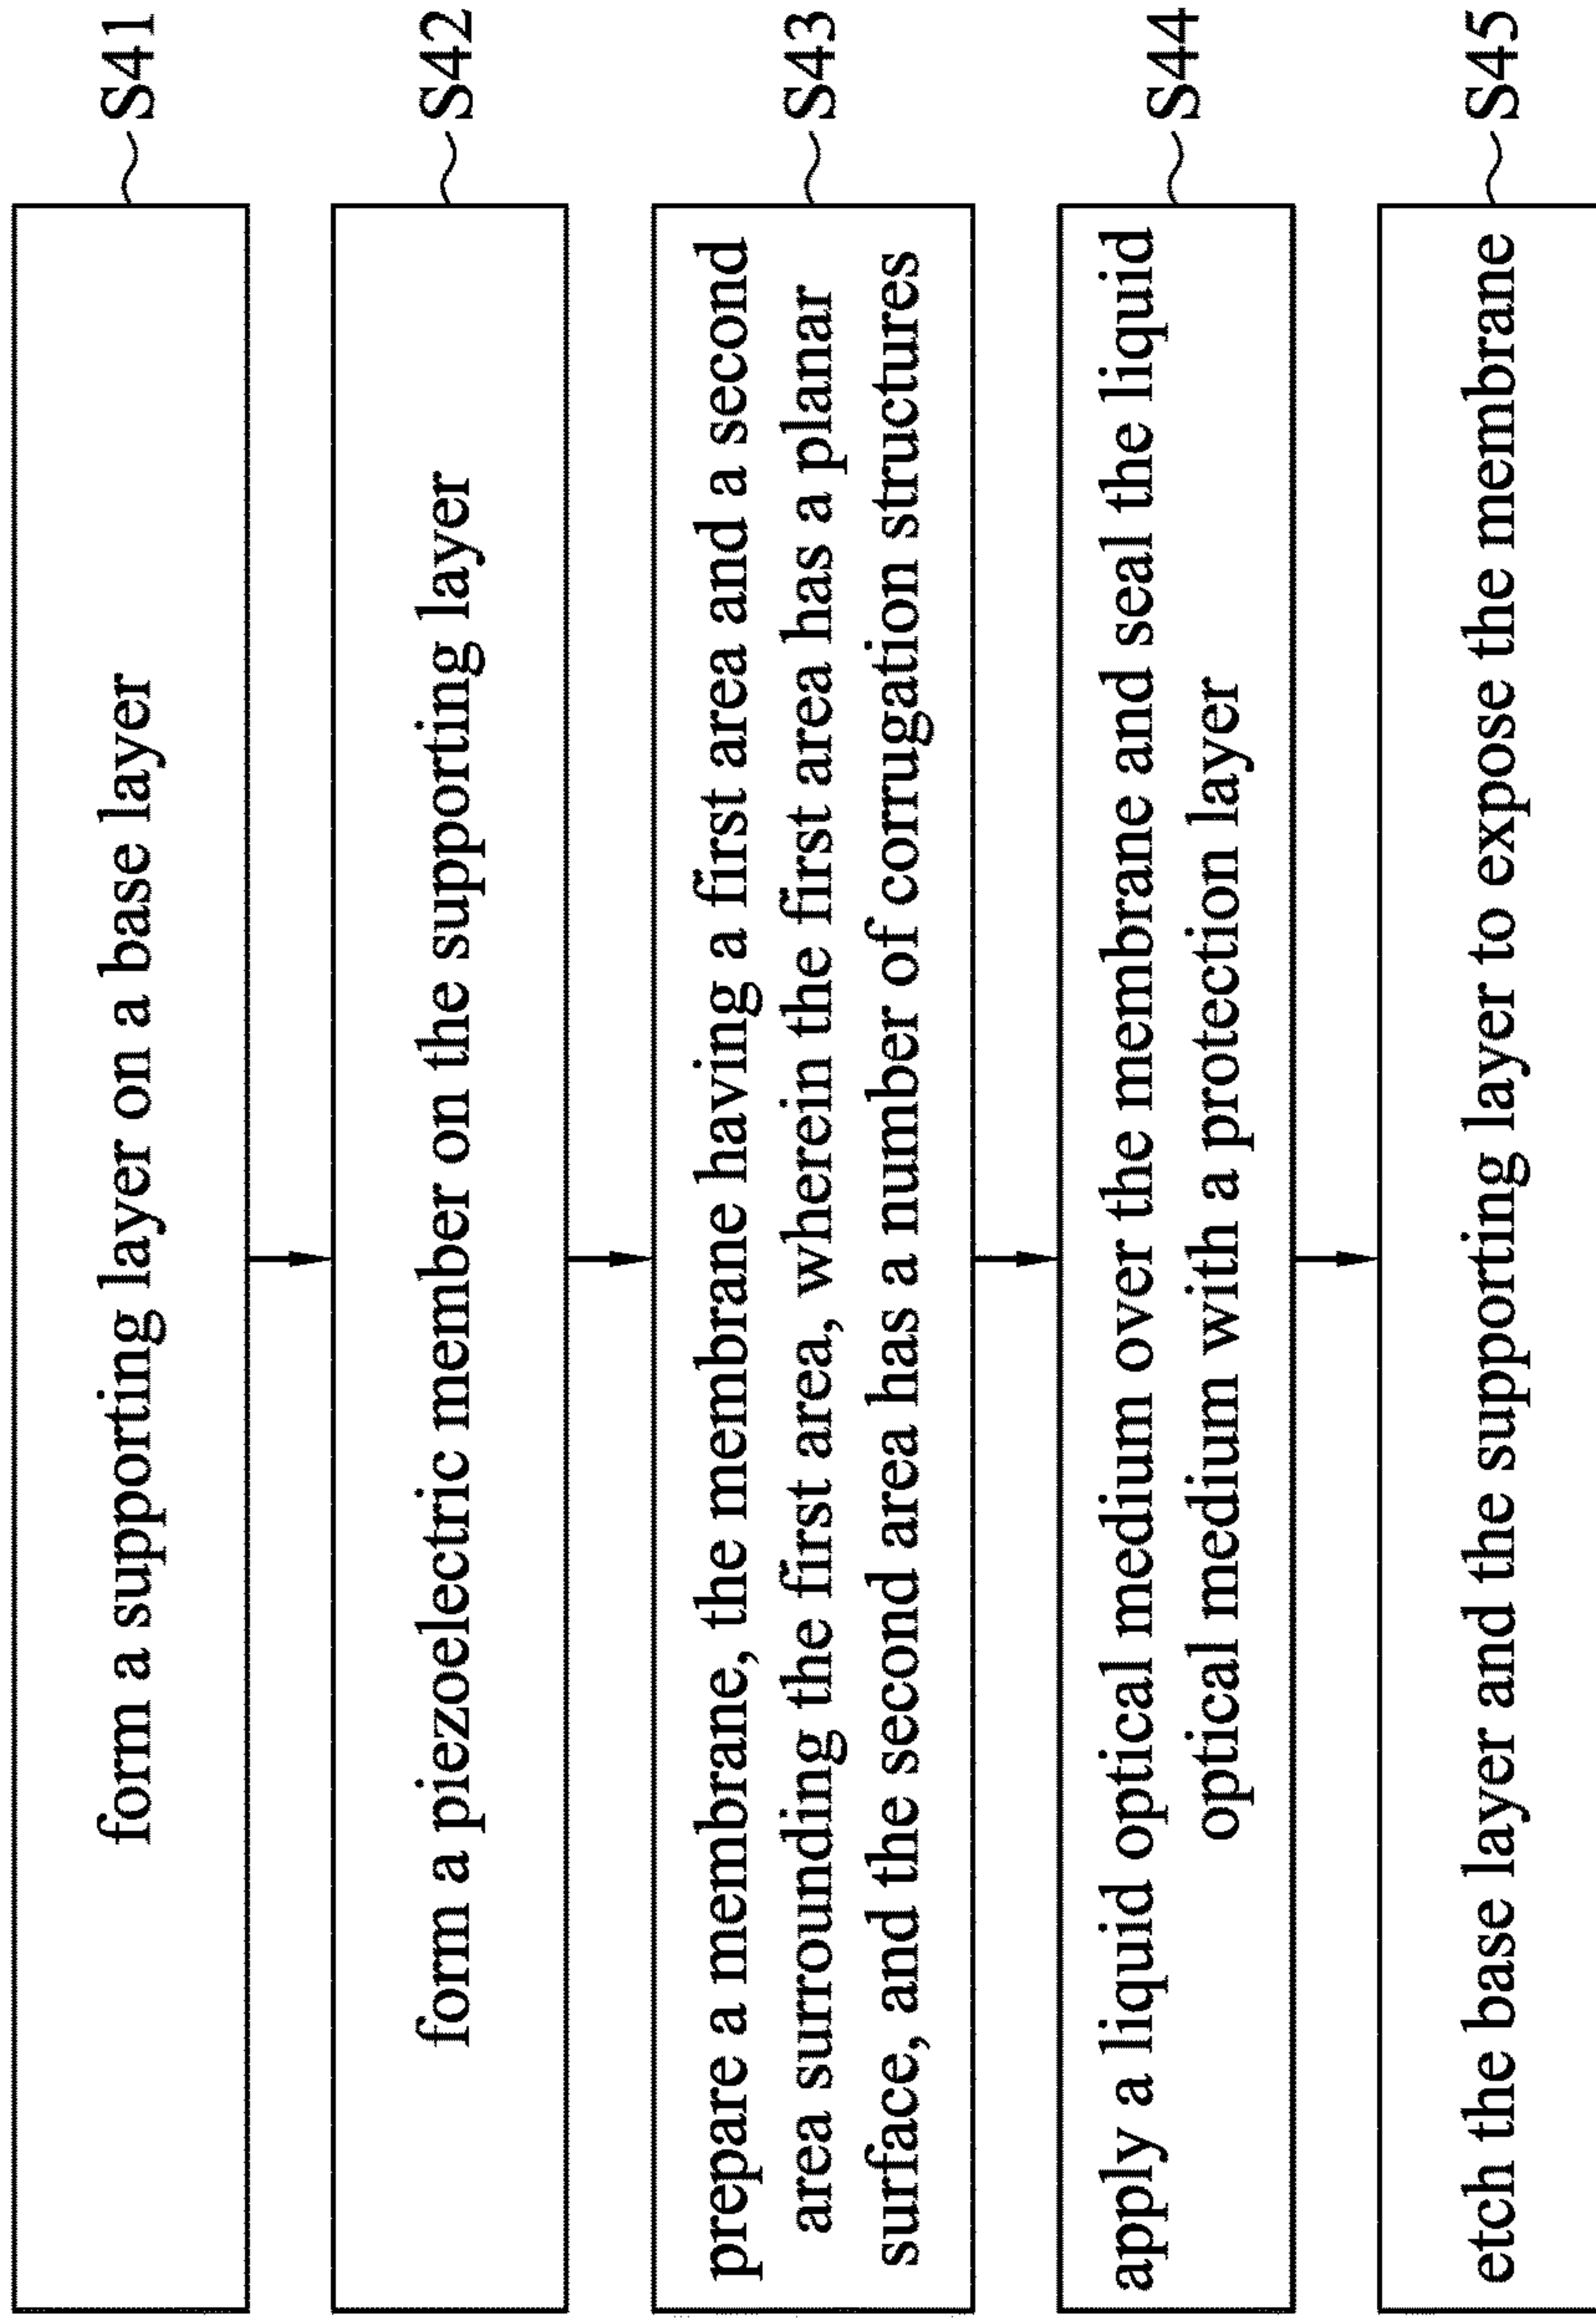 form a supporting layer on a base layer
S41
form a piezoelectric member on the supporting layer
S42
prepare a membrane, the membrane having a first area and a second
area surrounding the first area, wherein the first area has a planar
surface, and the second area has a number of corrugation structures
S43
apply a liquid optical medium over the membrane and seal the liquid
optical medium with a protection layer
S44
etch the base layer and the supporting layer to expose the membrane
S45